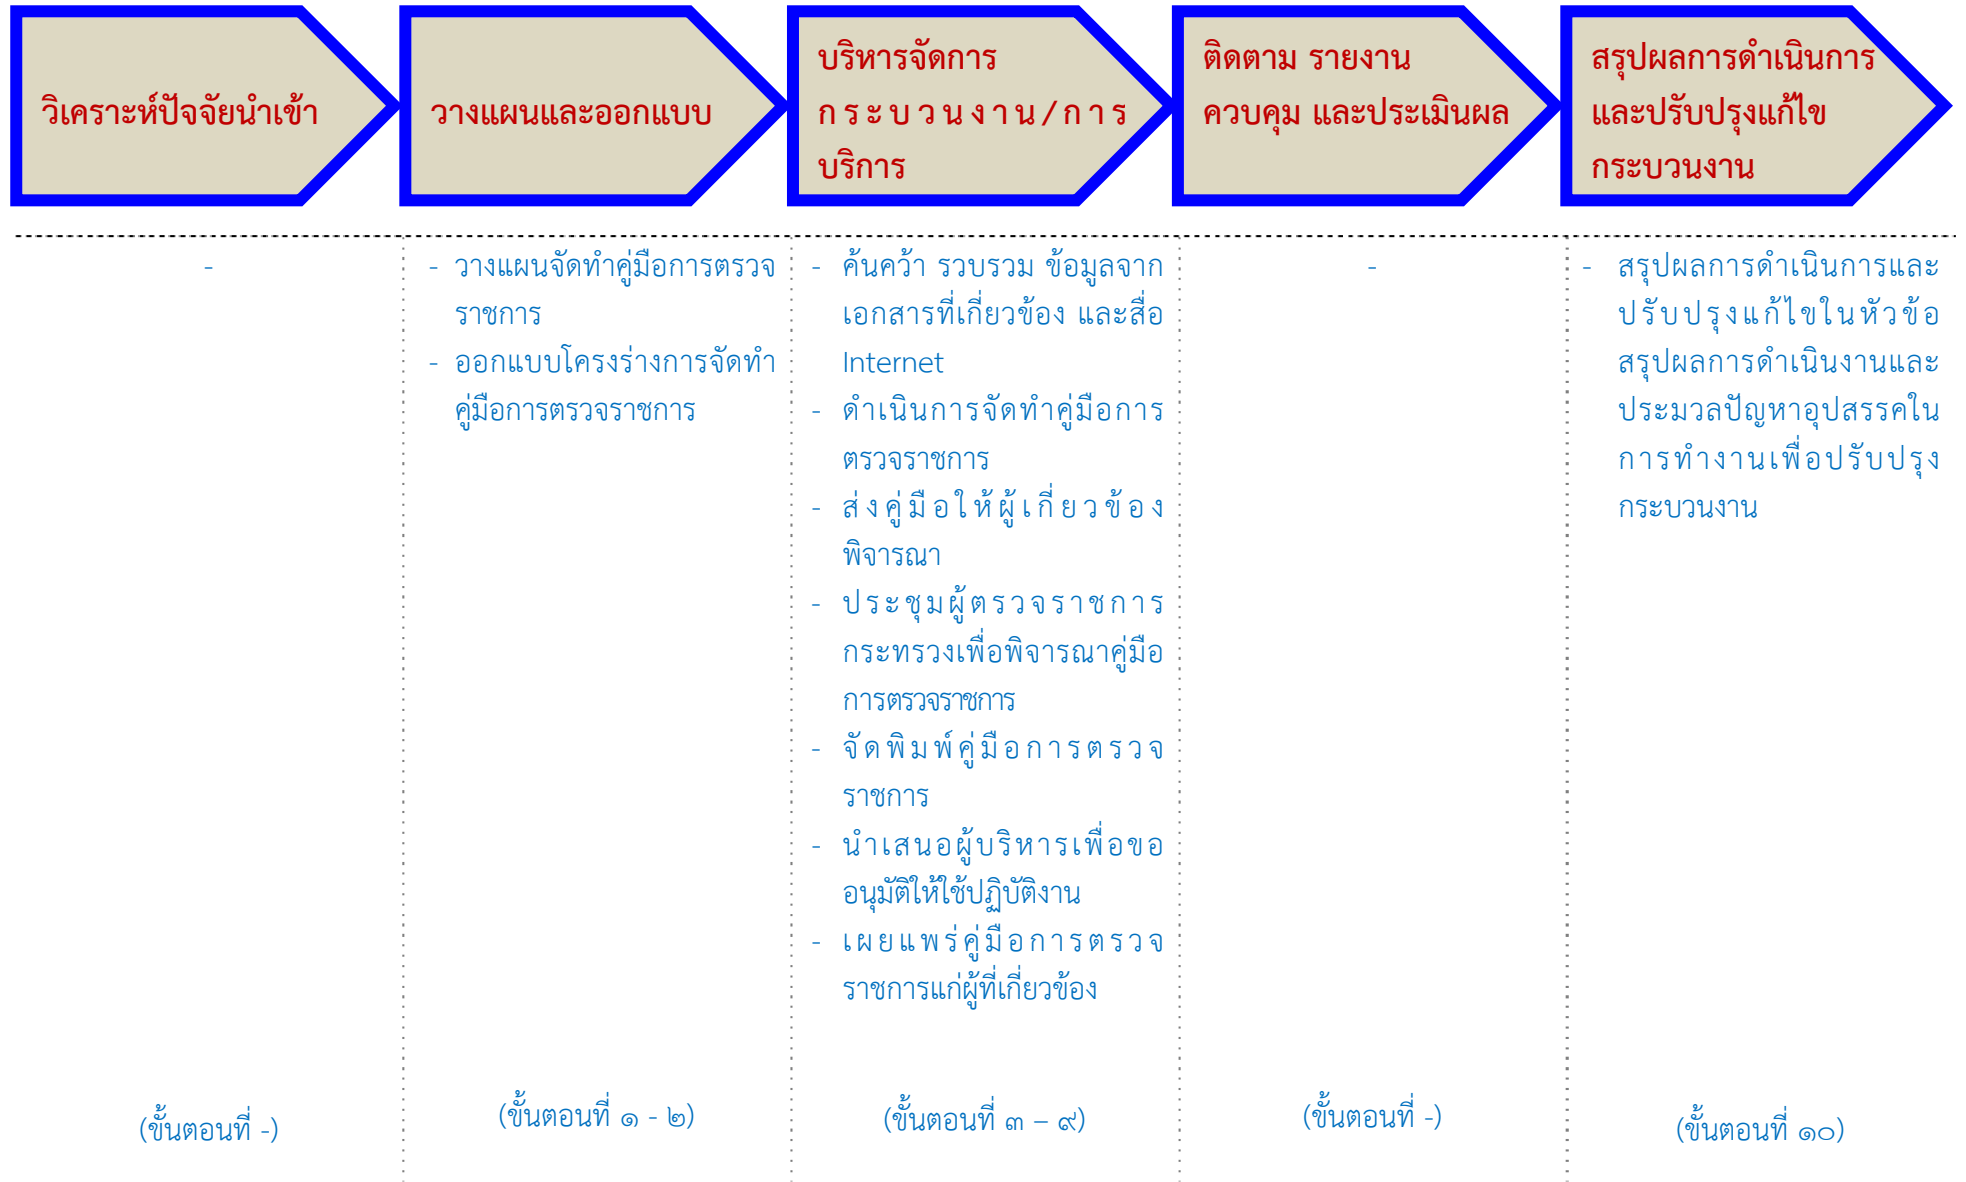 วิเคราะห์ปัจจัยนำเข้า
วางแผนและออกแบบ
บริหารจัดการ
กระบวนงาน/การ
บริการ
ติดตาม รายงาน
ควบคุม และประเมินผล
สรุปผลการดำเนินการ
และปรับปรุงแก้ไข
กระบวนงาน
-
(ขั้นตอนที่ -)
- วางแผนจัดทำคู่มือการตรวจ
ราชการ
- ออกแบบโครงร่างการจัดทำ
คู่มือการตรวจราชการ
(ขั้นตอนที่ ๑ - ๒)
- ค้นคว้า รวบรวม ข้อมูลจาก
เอกสารที่เกี่ยวข้อง และสื่อ
Internet
- ดำเนินการจัดทำคู่มือการ
ตรวจราชการ
- ส่งคู่มือให้ผู้เกี่ยวข้อง
พิจารณา
- ประชุมผู้ตรวจราชการ
กระทรวงเพื่อพิจารณาคู่มือ
การตรวจราชการ
- จัดพิมพ์คู่มือการตรวจ
ราชการ
- นำเสนอผู้บริหารเพื่อขอ
อนุมัติให้ใช้ปฏิบัติงาน
- เผยแพร่คู่มือการตรวจ
ราชการแก่ผู้ที่เกี่ยวข้อง
(ขั้นตอนที่ ๓ – ๙)
-
(ขั้นตอนที่ -)
- สรุปผลการดำเนินการและ
ปรับปรุงแก้ไขในหัวข้อ
สรุปผลการดำเนินงานและ
ประมวลปัญหาอุปสรรคใน
การทำงานเพื่อปรับปรุง
กระบวนงาน
(ขั้นตอนที่ ๑๐)